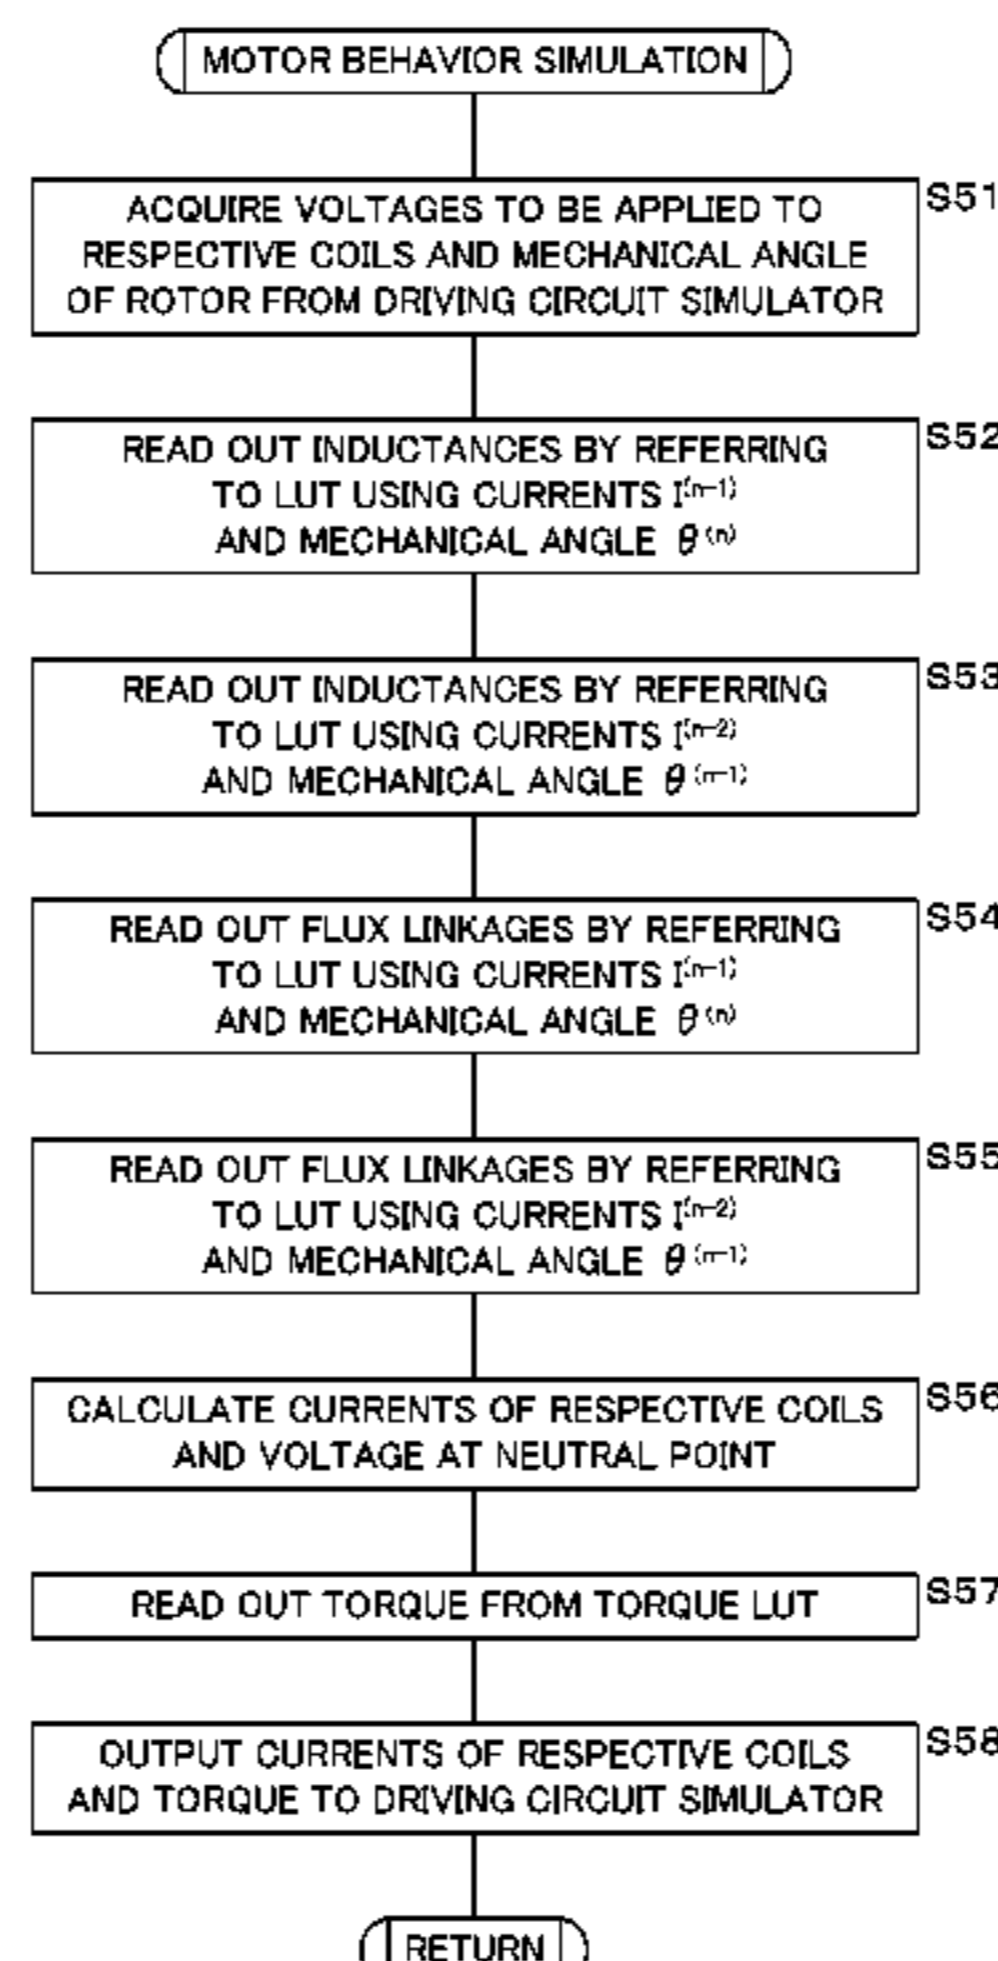 MOTOR BEHAVIOR SIMULATION
S51
ACQUIRE VOLTAGES TO BE APPLIED TO
RESPECTIVE COILS AND MECHANICAL ANGLE
OF ROTOR FROM DRIVING CIRCUIT SIMULATOR
S52
READ OUT INDUCTANCES BY REFERRING
TO LUT USING CURRENTS I(n-1)
AND MECHANICAL ANGLE θ(n)
S53
READ OUT INDUCTANCES BY REFERRING
TO LUT USING CURRENTS I(n-2)
AND MECHANICAL ANGLE θ(n-1)
S54
READ OUT FLUX LINKAGES BY REFERRING
TO LUT USING CURRENTS I(n-1)
AND MECHANICAL ANGLE θ(n)
S55
READ OUT FLUX LINKAGES BY REFERRING
TO LUT USING CURRENTS I(n-2)
AND MECHANICAL ANGLE θ(n-1)
S56
CALCULATE CURRENTS OF RESPECTIVE COILS
AND VOLTAGE AT NEUTRAL POINT
S57
READ OUT TORQUE FROM TORQUE LUT
S58
OUTPUT CURRENTS OF RESPECTIVE COILS
AND TORQUE TO DRIVING CIRCUIT SIMULATOR
RETURN